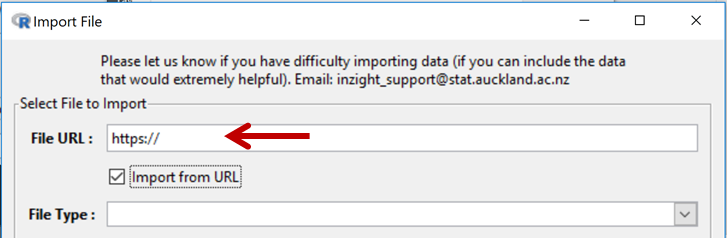 Import File
Please let us know if you have difficulty importing data (if you can include the data
that would extremely helpful). Email: inzight_support@stat.auckland.ac.nz
Select File to Import
File URL : https://
Import from URL
File Type :